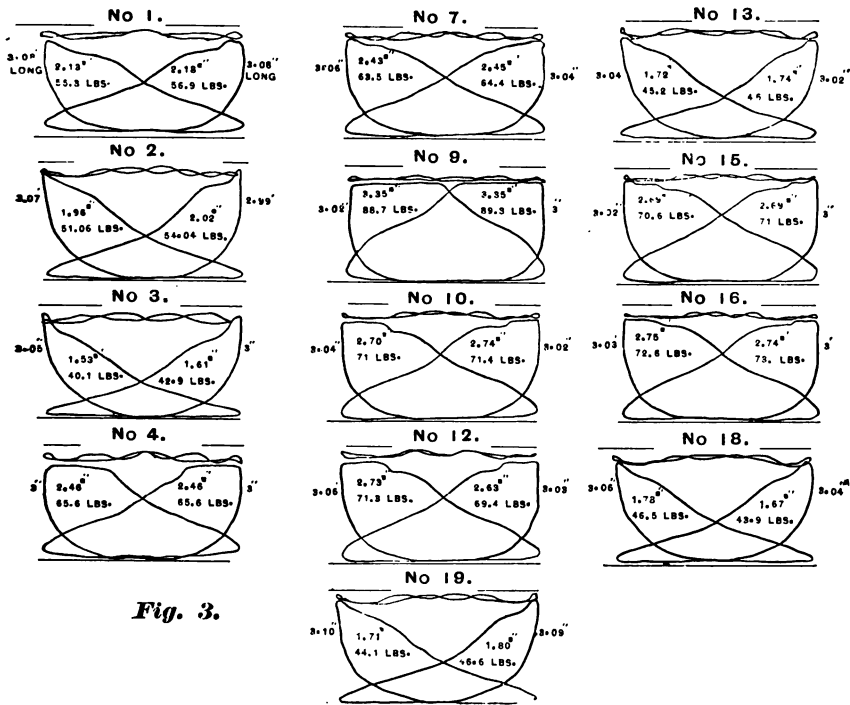 No 1.
3.08" LONG
2.13▫"
55.3 LBS.
2.18▫"
56.9 LBS.
3.08" LONG
No 2.
3.07'
1.96▫"
51.06 LBS.
2.02▫"
54.04 LBS.
2.99'
No 3.
3.05"
1.53▫"
40.1 LBS.
1.61▫"
42.9 LBS.
3"
No 4.
3"
2.46▫"
65.6 LBS.
2.46▫"
65.6 LBS.
3"
No 7.
3.06"
2.43▫"
63.5 LBS.
2.45▫'
64.4 LBS.
3.04"
No 9.
3.02"
3.35▫"
88.7 LBS.
3.35▫"
89.3 LBS.
3"
No 10.
3.04"
2.70▫"
71 LBS.
2.74▫"
71.4 LBS.
3.02"
No 12.
3.06"
2.73▫"
71.3 LBS.
2.63▫"
69.4 LBS.
3.03"
No 19.
3.10"
1.71"
44.1 LBS.
1.80▫"
46.6 LBS.
3.09"
No 13.
3.04
1.72"
45.2 LBS.
1.74▫"
45 LBS.
3.02"
No 15.
3.02"
2.69▫"
70.6 LBS.
2.69▫"
71 LBS.
3"
No 16.
3.03'
2.75▫"
72.6 LBS.
2.74▫"
73. LBS.
3'
No 18.
3.06"
1.78▫"
46.5 LBS.
1.67▫"
43.9 LBS.
3.04"
Fig. 3.